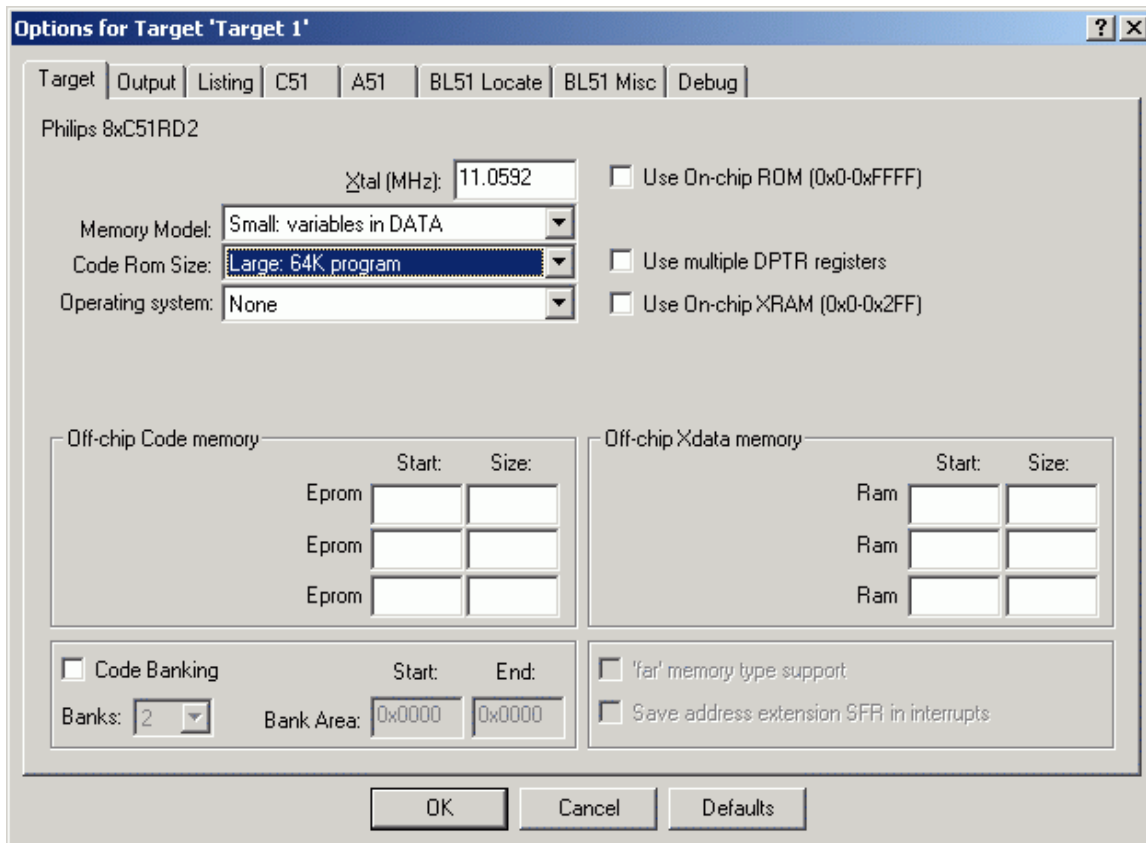 Options for Target 'Target 1'
Target Output Listing C51 A51 BL51 Locate BL51 Misc Debug
Philips 8xC51RD2
Xtal (MHz): 11.0592 Use On-chip ROM (0x0-0xFFFF)
Memory Model: Small: variables in DATA
Code Rom Size: Large: 64K program Use multiple DPTR registers
Operating system: None Use On-chip XRAM (0x0-0x2FF)
Off-chip Code memory Off-chip Xdata memory
Start: Size: Start: Size:
Eprom Ram
Eprom Ram
Eprom Ram
Code Banking Start: End: 'far' memory type support
Banks: 2 Bank Area: 0x0000 0x0000 Save address extension SFR in interrupts
OK Cancel Defaults